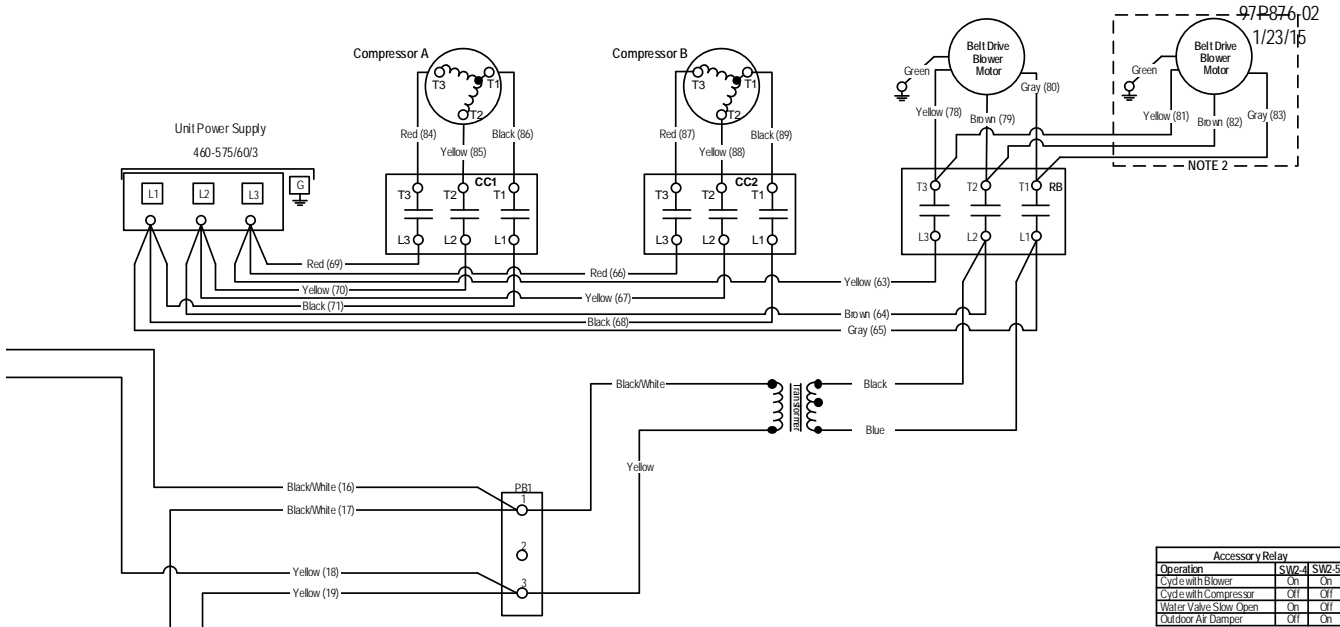 97P876-02
1/23/15
Compressor A
Compressor B
Belt Drive
Blower
Motor
Belt Drive
Blower
Motor
Green
Green
T3
T1
T2
T3
T1
T2
Gray (80)
Yellow (78)
Brown (79)
Yellow (81)
Brown (82)
Gray (83)
NOTE 2
Unit Power Supply
460-575/60/3
Red (84)
Black (86)
Yellow (85)
Red (87)
Black (89)
Yellow (88)
L1
L2
L3
G
CC1
T3
T2
T1
L3
L2
L1
CC2
T3
T2
T1
L3
L2
L1
RB
T3
T2
T1
L3
L2
L1
Red (69)
Red (66)
Yellow (63)
Yellow (70)
Yellow (67)
Black (71)
Brown (64)
Black (68)
Gray (65)
Black/White
Transformer
Black
Blue
Yellow
Black/White (16)
Black/White (17)
PB1
1
2
3
Yellow (18)
Yellow (19)
Accessory Relay
Operation SW2-4 SW2-5
Cycle with Blower On On
Cycle with Compressor Off Off
Water Valve Slow Open On Off
Outdoor Air Damper Off On